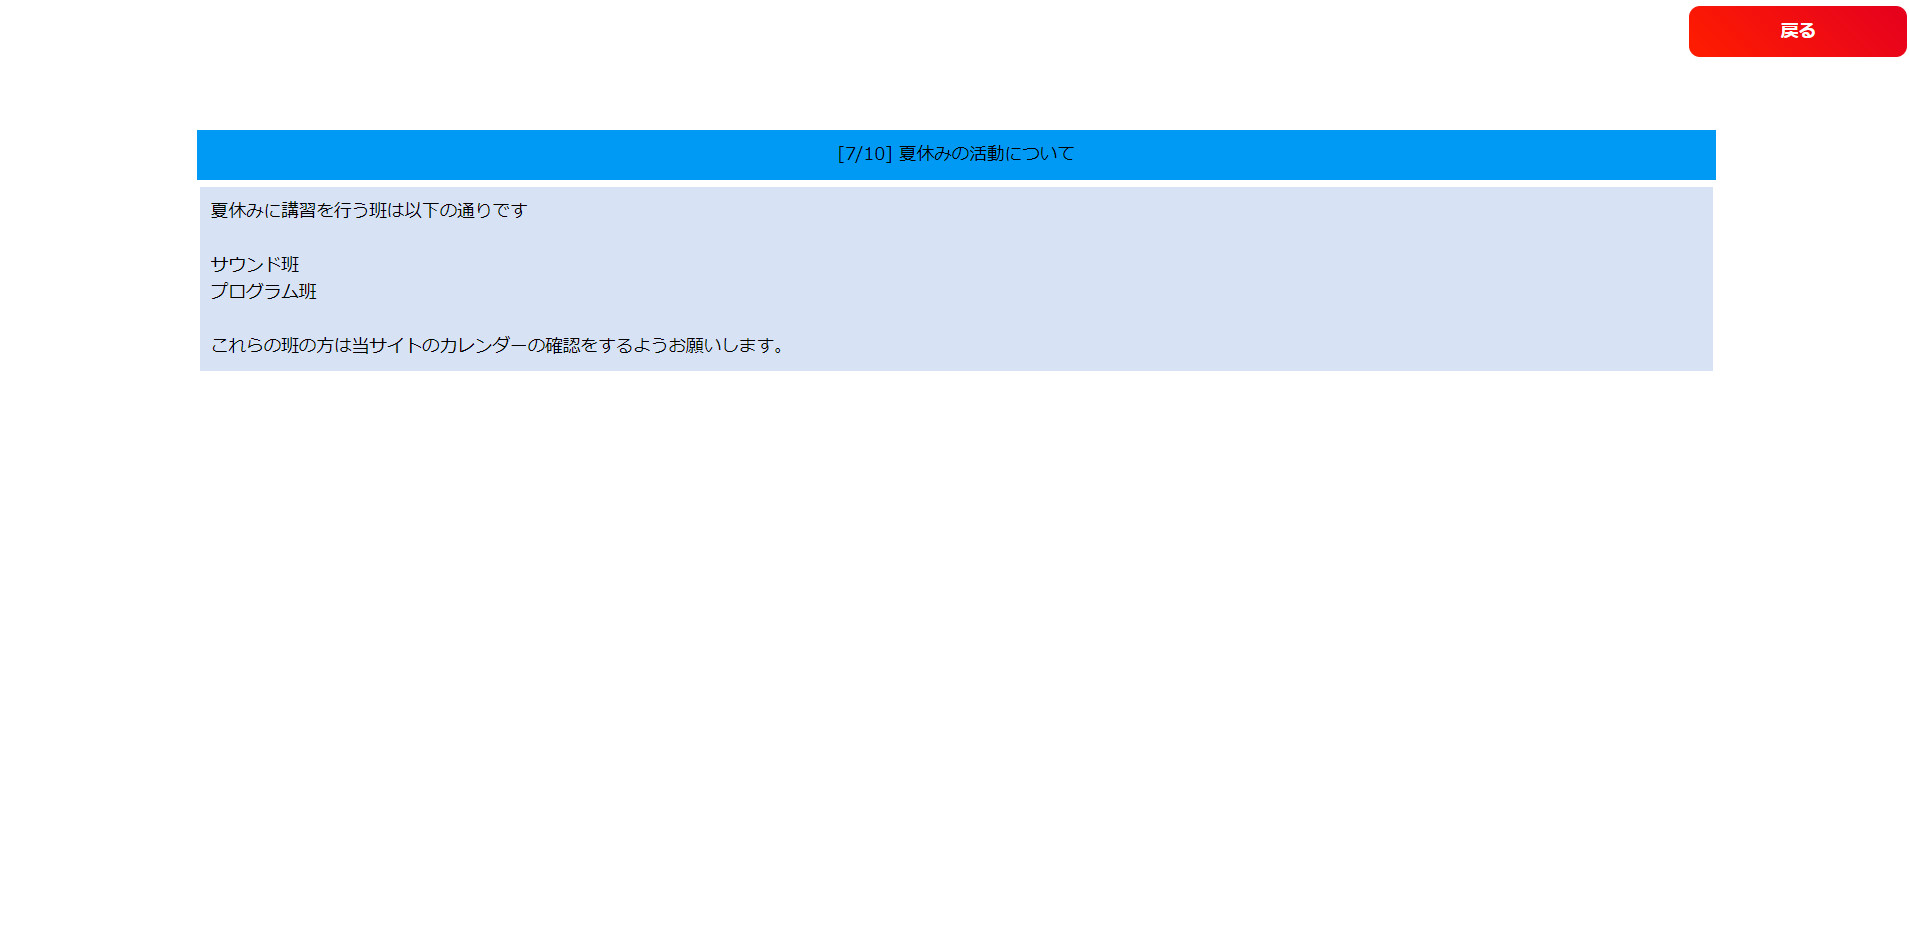 戻る
[7/10] 夏休みの活動について
夏休みに講習を行う班は以下の通りです
サウンド班
プログラム班
これらの班の方は当サイトのカレンダーの確認をするようお願いします。